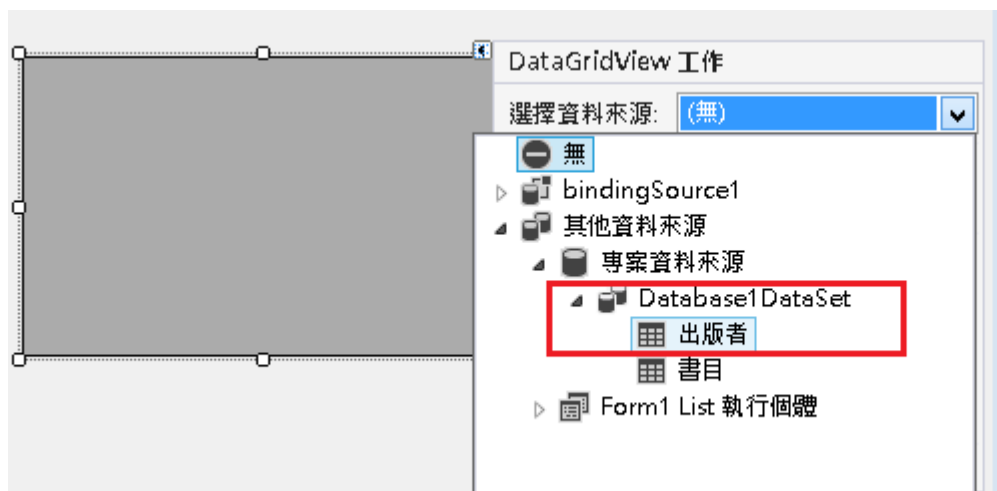 DataGridView 工作
選擇資料來源: (無)
無
bindingSource1
其他資料來源
專案資料來源
Database1DataSet
出版者
書目
Form1 List 執行個體